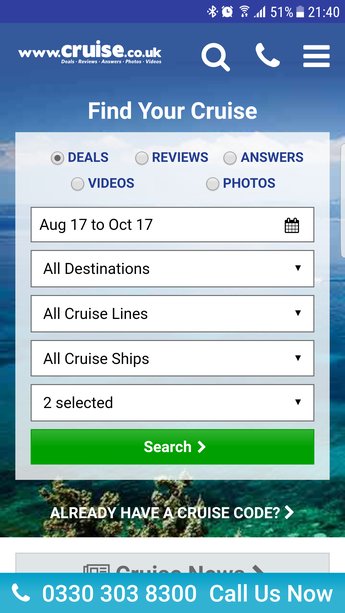 51% 21:40
www.cruise.co.uk
Deals · Reviews · Answers · Photos · Videos
Find Your Cruise
DEALS REVIEWS ANSWERS
VIDEOS PHOTOS
Aug 17 to Oct 17
All Destinations
All Cruise Lines
All Cruise Ships
2 selected
Search
ALREADY HAVE A CRUISE CODE?
Cruise News
0330 303 8300 Call Us Now